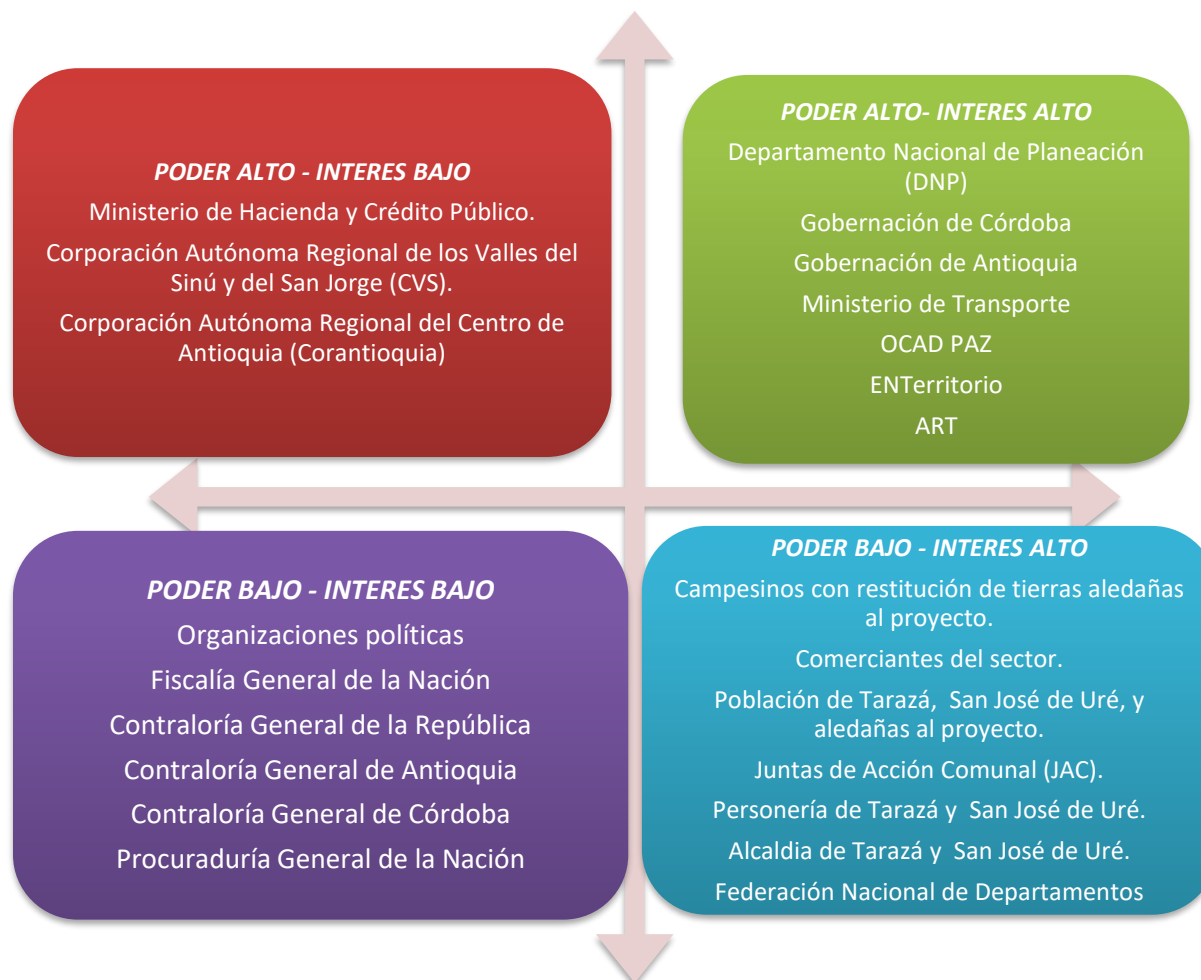 PODER ALTO - INTERES BAJO
Ministerio de Hacienda y Crédito Público.
Corporación Autónoma Regional de los Valles del
Sinú y del San Jorge (CVS).
Corporación Autónoma Regional del Centro de
Antioquia (Corantioquia)
PODER ALTO- INTERES ALTO
Departamento Nacional de Planeación
(DNP)
Gobernación de Córdoba
Gobernación de Antioquia
Ministerio de Transporte
OCAD PAZ
ENTerritorio
ART
PODER BAJO - INTERES BAJO
Organizaciones políticas
Fiscalía General de la Nación
Contraloría General de la República
Contraloría General de Antioquia
Contraloría General de Córdoba
Procuraduría General de la Nación
PODER BAJO - INTERES ALTO
Campesinos con restitución de tierras aledañas
al proyecto.
Comerciantes del sector.
Población de Tarazá, San José de Uré, y
aledañas al proyecto.
Juntas de Acción Comunal (JAC).
Personería de Tarazá y San José de Uré.
Alcaldia de Tarazá y San José de Uré.
Federación Nacional de Departamentos